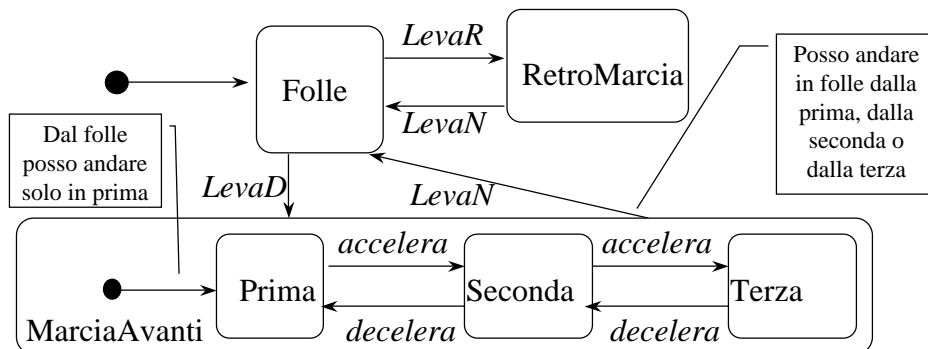 LevaR
Folle
RetroMarcia
LevaN
Posso andare
in folle dalla
prima, dalla
seconda o
dalla terza
Dal folle
posso andare
solo in prima
LevaD
LevaN
accelera
accelera
Prima
Seconda
Terza
decelera
decelera
MarciaAvanti